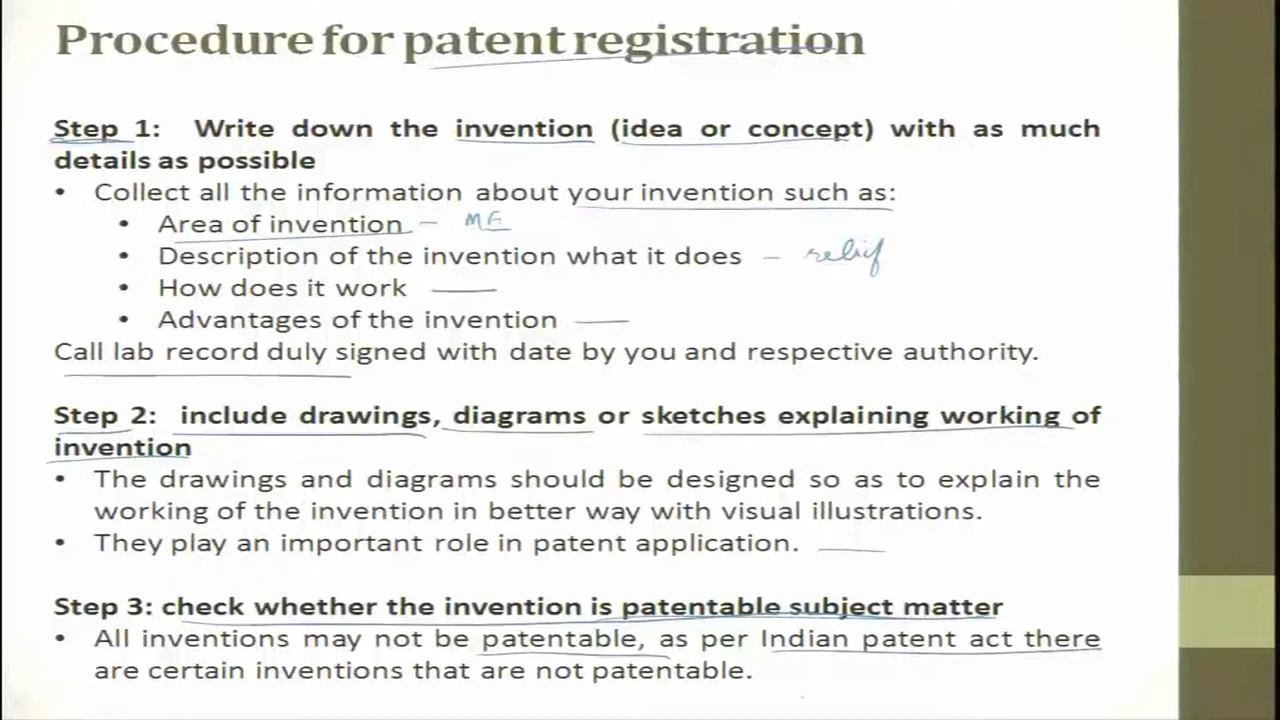 Procedure for patent registration
Step 1: Write down the invention (idea or concept) with as much
details as possible
• Collect all the information about your invention such as:
• Area of invention – ME
• Description of the invention what it does – relief
• How does it work
• Advantages of the invention
Call lab record duly signed with date by you and respective authority.
Step 2: include drawings, diagrams or sketches explaining working of
invention
• The drawings and diagrams should be designed so as to explain the
working of the invention in better way with visual illustrations.
• They play an important role in patent application.
Step 3: check whether the invention is patentable subject matter
• All inventions may not be patentable, as per Indian patent act there
are certain inventions that are not patentable.